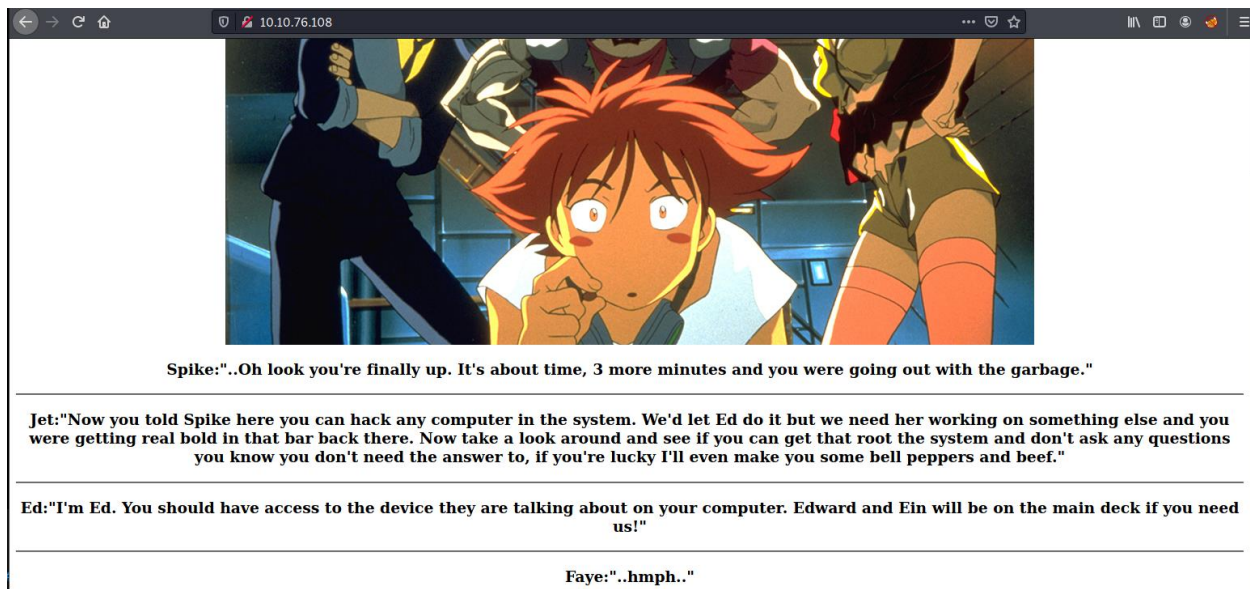 10.10.76.108
Spike:"..Oh look you're finally up. It's about time, 3 more minutes and you were going out with the garbage."
Jet:"Now you told Spike here you can hack any computer in the system. We'd let Ed do it but we need her working on something else and you
were getting real bold in that bar back there. Now take a look around and see if you can get that root the system and don't ask any questions
you know you don't need the answer to, if you're lucky I'll even make you some bell peppers and beef."
Ed:"I'm Ed. You should have access to the device they are talking about on your computer. Edward and Ein will be on the main deck if you need
us!"
Faye:"..hmph.."